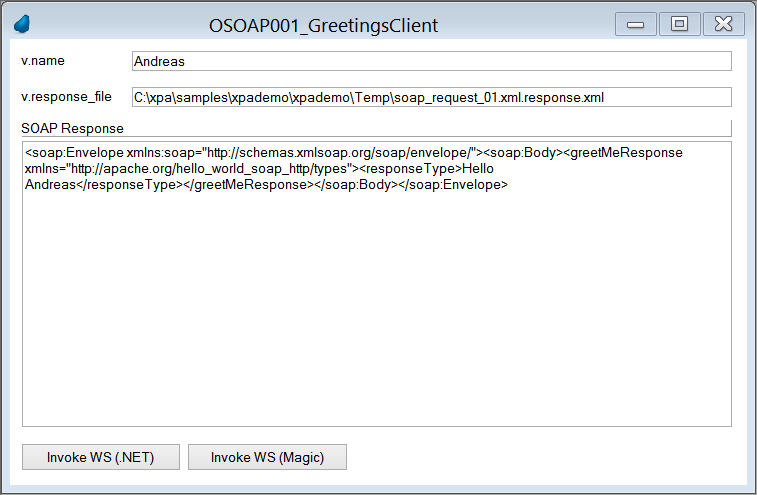 OSOAP001_GreetingsClient
v.name
Andreas
v.response_file
C:\xpa\samples\xpademo\xpademo\Temp\soap_request_01.xml.response.xml
SOAP Response
<soap:Envelope xmlns:soap="http://schemas.xmlsoap.org/soap/envelope/"><soap:Body><greetMeResponse
xmlns="http://apache.org/hello_world_soap_http/types"><responseType>Hello
Andreas</responseType></greetMeResponse></soap:Body></soap:Envelope>
Invoke WS (.NET)
Invoke WS (Magic)